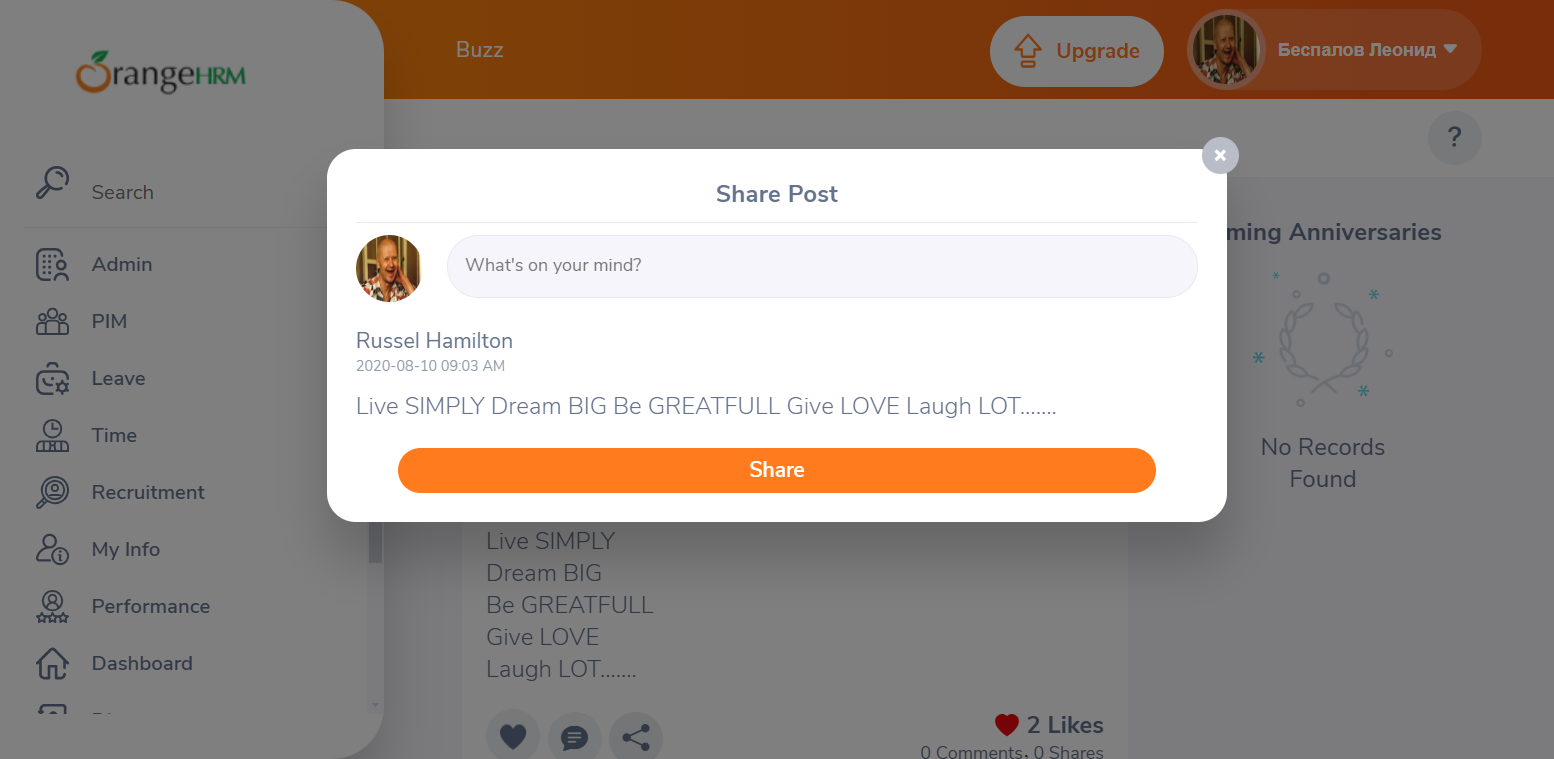 OrangeHRM
Buzz
Upgrade
Беспалов Леонид
?
Search
Admin
PIM
Leave
Time
Recruitment
My Info
Performance
Dashboard
Share Post
What's on your mind?
Russel Hamilton
2020-08-10 09:03 AM
Live SIMPLY Dream BIG Be GREATFULL Give LOVE Laugh LOT.......
Share
Live SIMPLY
Dream BIG
Be GREATFULL
Give LOVE
Laugh LOT.......
2 Likes
0 Comments, 0 Shares
ming Anniversaries
No Records
Found